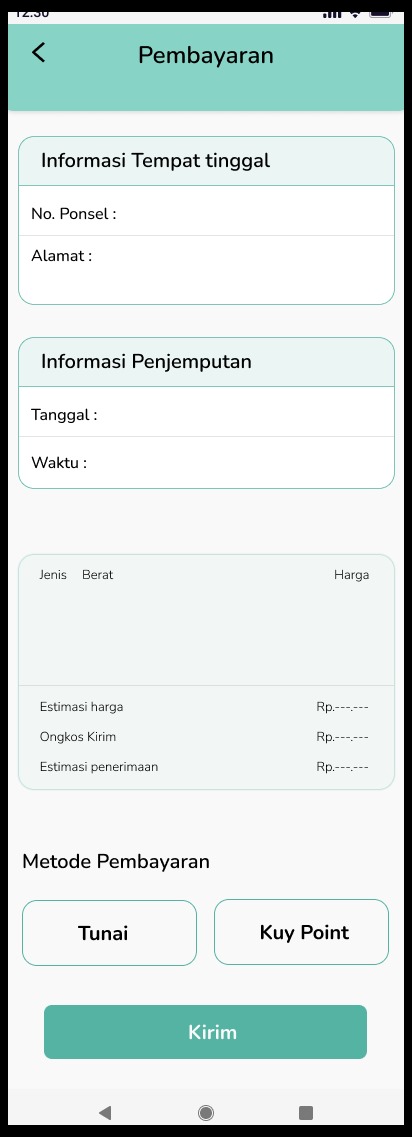 12:30
Pembayaran
Informasi Tempat tinggal
No. Ponsel :
Alamat :
Informasi Penjemputan
Tanggal :
Waktu :
Jenis Berat Harga
Estimasi harga Rp.---.---
Ongkos Kirim Rp.---.---
Estimasi penerimaan Rp.---.---
Metode Pembayaran
Tunai Kuy Point
Kirim